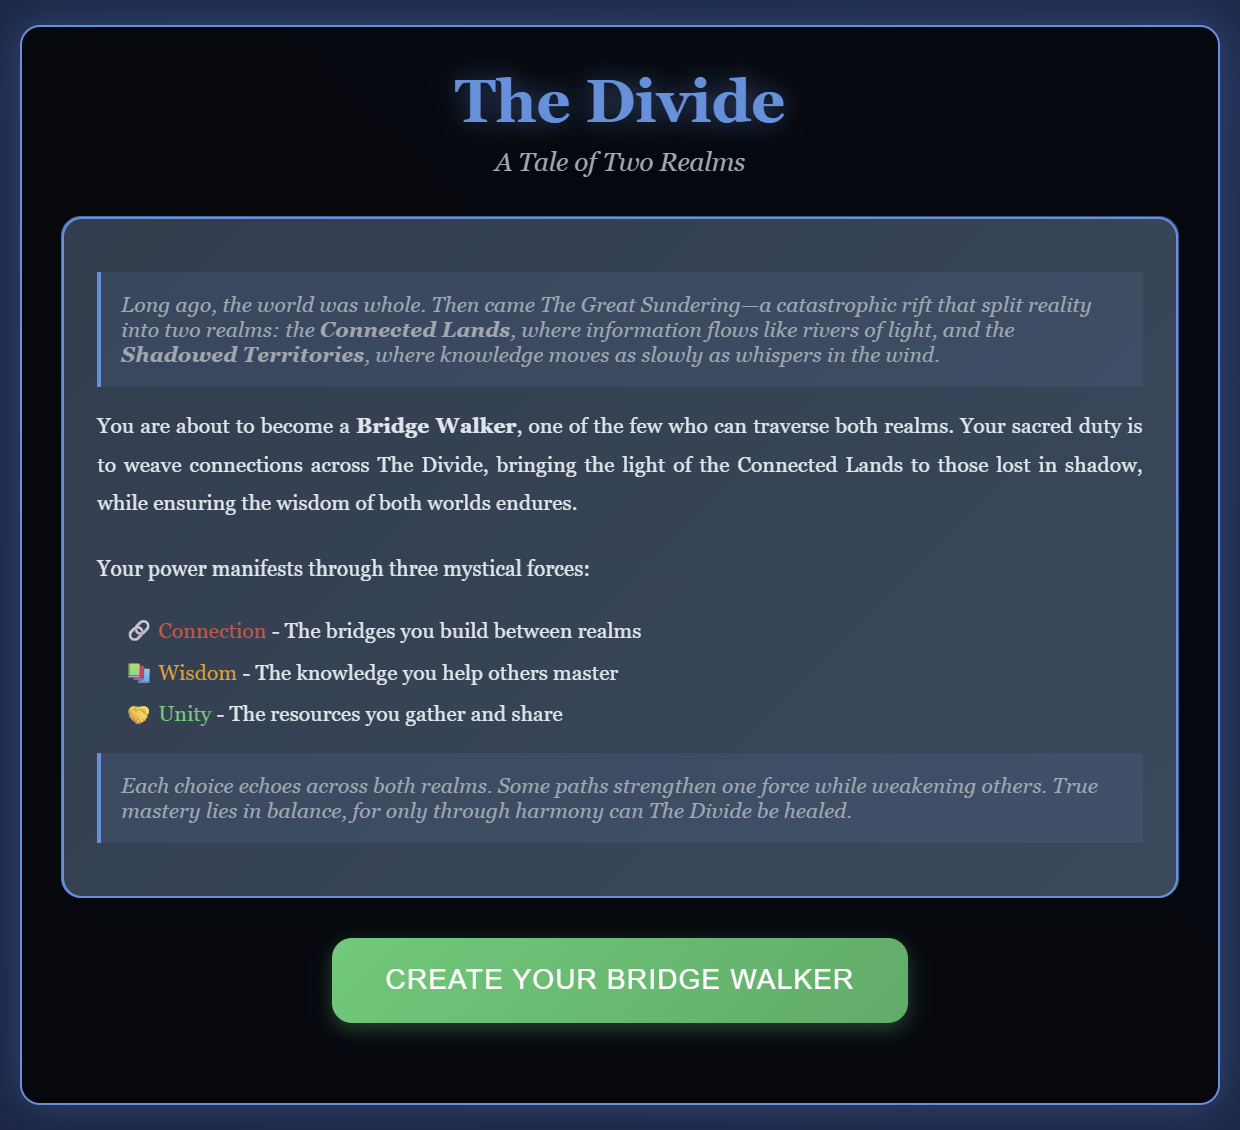 The Divide
A Tale of Two Realms
Long ago, the world was whole. Then came The Great Sundering—a catastrophic rift that split reality
into two realms: the Connected Lands, where information flows like rivers of light, and the
Shadowed Territories, where knowledge moves as slowly as whispers in the wind.
You are about to become a Bridge Walker, one of the few who can traverse both realms. Your sacred duty is
to weave connections across The Divide, bringing the light of the Connected Lands to those lost in shadow,
while ensuring the wisdom of both worlds endures.
Your power manifests through three mystical forces:
Connection - The bridges you build between realms
Wisdom - The knowledge you help others master
Unity - The resources you gather and share
Each choice echoes across both realms. Some paths strengthen one force while weakening others. True
mastery lies in balance, for only through harmony can The Divide be healed.
CREATE YOUR BRIDGE WALKER